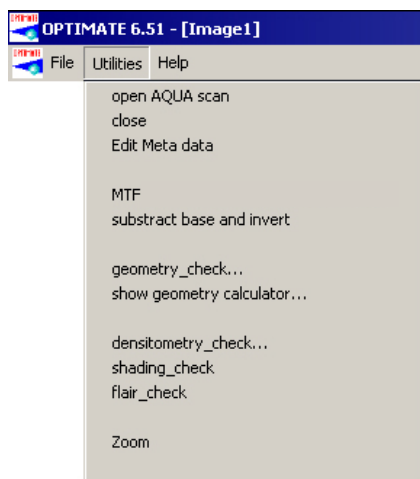 OPTIMATE 6.51 - [Image1]
File Utilities Help
open AQUA scan
close
Edit Meta data
MTF
substract base and invert
geometry_check...
show geometry calculator...
densitometry_check...
shading_check
flair_check
Zoom